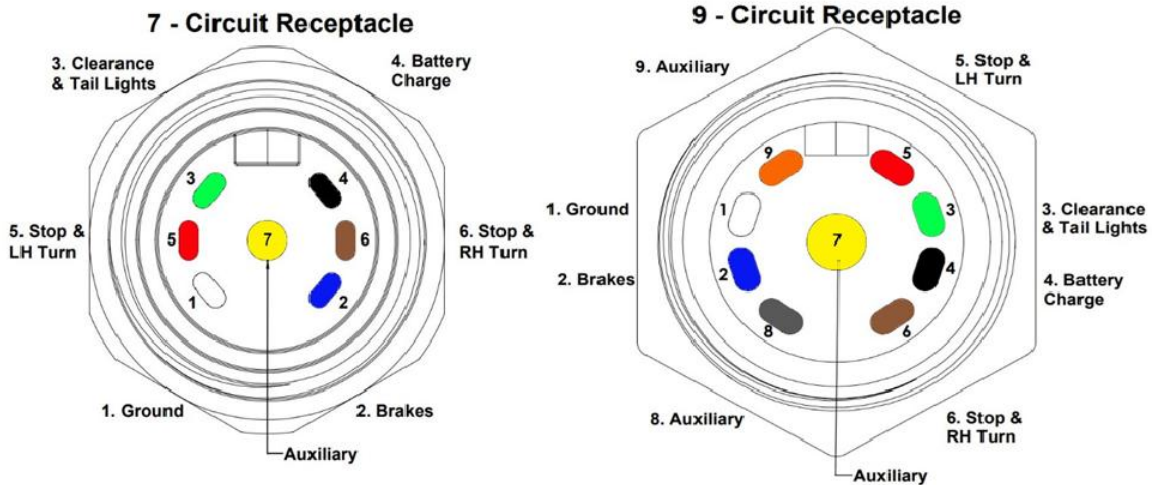 7 - Circuit Receptacle
3. Clearance
& Tail Lights
4. Battery
Charge
3
4
5. Stop &
LH Turn
5
7
6
6. Stop &
RH Turn
1
2
1. Ground
2. Brakes
Auxiliary
9 - Circuit Receptacle
9. Auxiliary
5. Stop &
LH Turn
9
5
1. Ground
1
3
3. Clearance
& Tail Lights
7
2. Brakes
2
4
4. Battery
Charge
8
6
8. Auxiliary
6. Stop &
RH Turn
Auxiliary